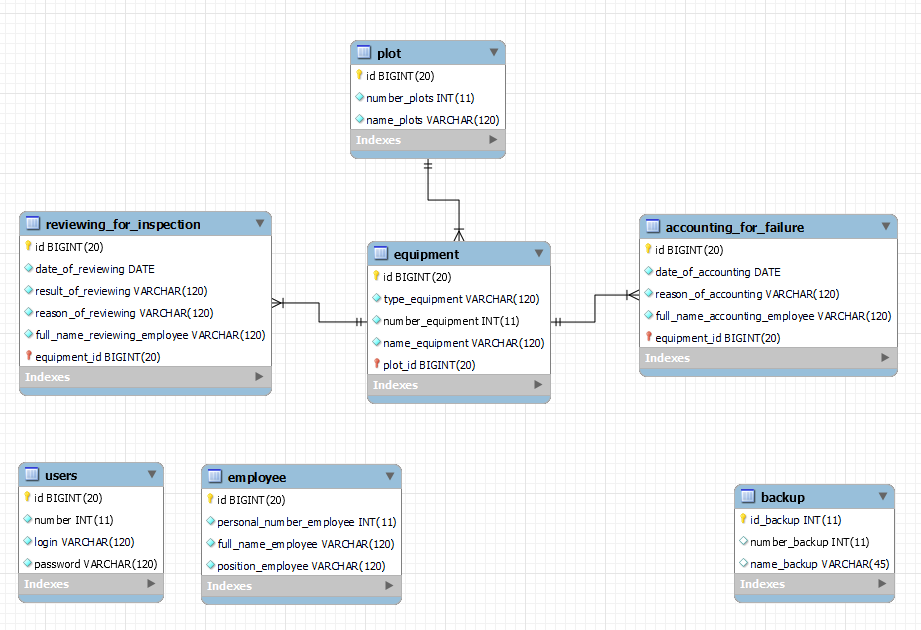 plot
id BIGINT(20)
number_plots INT(11)
name_plots VARCHAR(120)
Indexes
reviewing_for_inspection
id BIGINT(20)
date_of_reviewing DATE
result_of_reviewing VARCHAR(120)
reason_of_reviewing VARCHAR(120)
full_name_reviewing_employee VARCHAR(120)
equipment_id BIGINT(20)
Indexes
equipment
id BIGINT(20)
type_equipment VARCHAR(120)
number_equipment INT(11)
name_equipment VARCHAR(120)
plot_id BIGINT(20)
Indexes
accounting_for_failure
id BIGINT(20)
date_of_accounting DATE
reason_of_accounting VARCHAR(120)
full_name_accounting_employee VARCHAR(120)
equipment_id BIGINT(20)
Indexes
users
id BIGINT(20)
number INT(11)
login VARCHAR(120)
password VARCHAR(120)
Indexes
employee
id BIGINT(20)
personal_number_employee INT(11)
full_name_employee VARCHAR(120)
position_employee VARCHAR(120)
Indexes
backup
id_backup INT(11)
number_backup INT(11)
name_backup VARCHAR(45)
Indexes